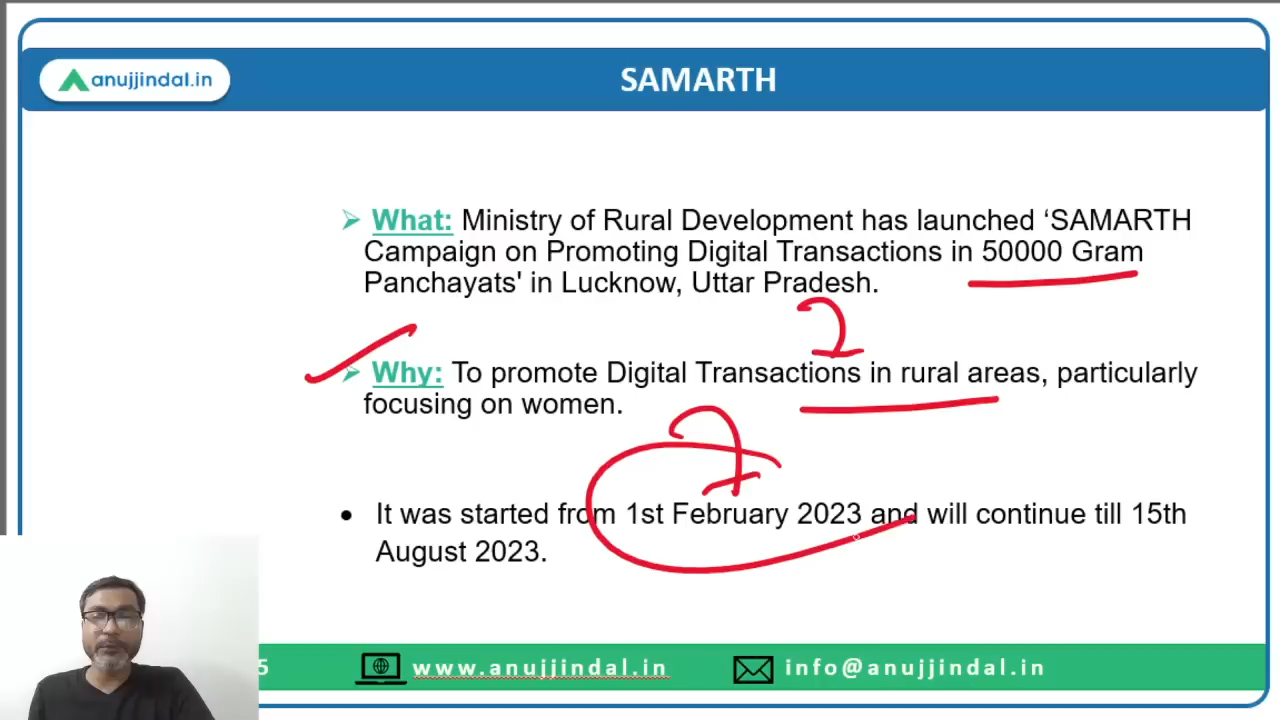 anujjindal.in
SAMARTH
What: Ministry of Rural Development has launched ‘SAMARTH
Campaign on Promoting Digital Transactions in 50000 Gram
Panchayats' in Lucknow, Uttar Pradesh.
2
Why: To promote Digital Transactions in rural areas, particularly
focusing on women.
It was started from 1st February 2023 and will continue till 15th
August 2023.
5
www.anujjindal.in
info@anujjindal.in